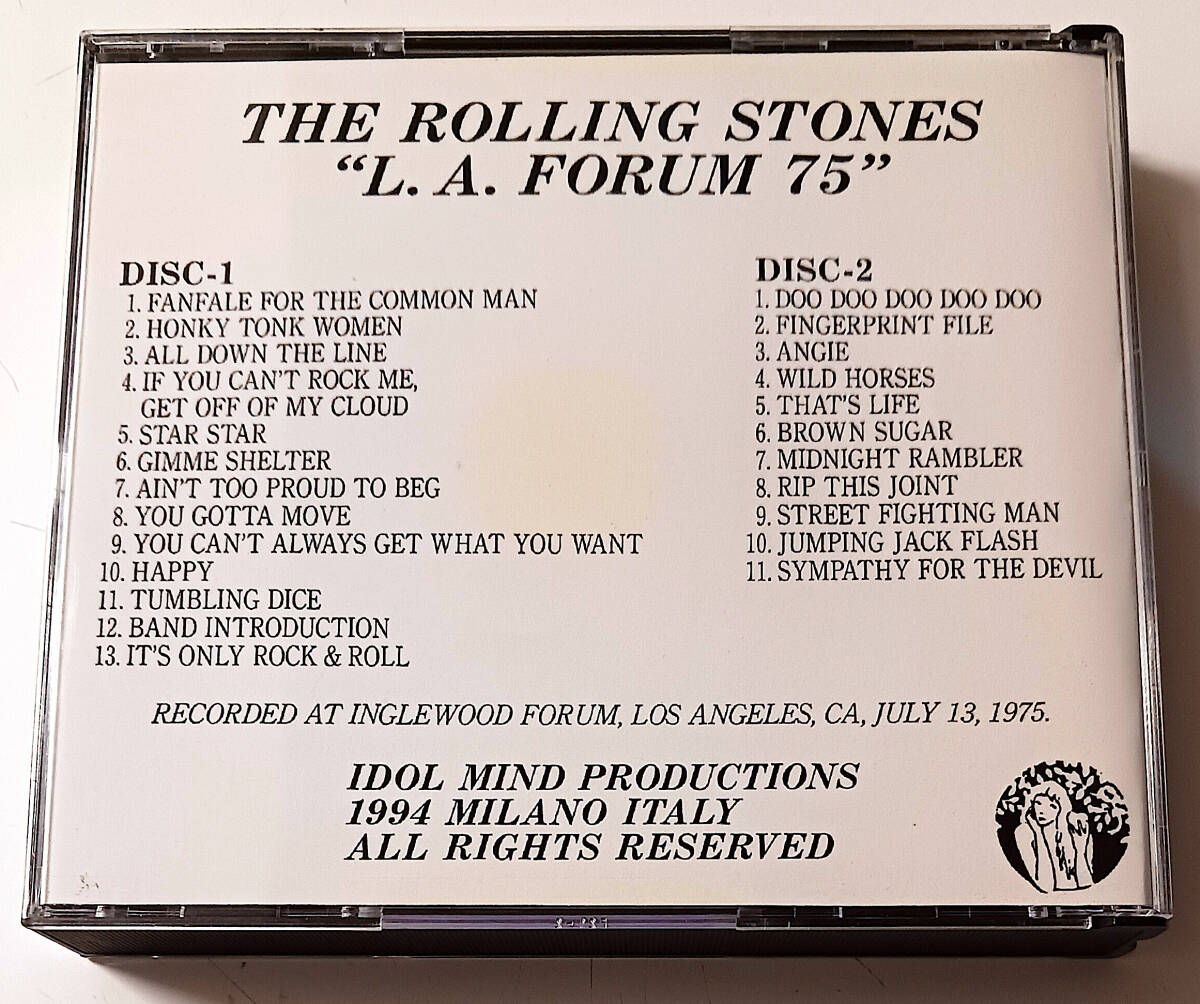 THE ROLLING STONES
“L. A. FORUM 75”
DISC-1
1. FANFALE FOR THE COMMON MAN
2. HONKY TONK WOMEN
3. ALL DOWN THE LINE
4. IF YOU CAN'T ROCK ME,
GET OFF OF MY CLOUD
5. STAR STAR
6. GIMME SHELTER
7. AIN'T TOO PROUD TO BEG
8. YOU GOTTA MOVE
9. YOU CAN'T ALWAYS GET WHAT YOU WANT
10. HAPPY
11. TUMBLING DICE
12. BAND INTRODUCTION
13. IT'S ONLY ROCK & ROLL
DISC-2
1. DOO DOO DOO DOO DOO
2. FINGERPRINT FILE
3. ANGIE
4. WILD HORSES
5. THAT'S LIFE
6. BROWN SUGAR
7. MIDNIGHT RAMBLER
8. RIP THIS JOINT
9. STREET FIGHTING MAN
10. JUMPING JACK FLASH
11. SYMPATHY FOR THE DEVIL
RECORDED AT INGLEWOOD FORUM, LOS ANGELES, CA, JULY 13, 1975.
IDOL MIND PRODUCTIONS
1994 MILANO ITALY
ALL RIGHTS RESERVED